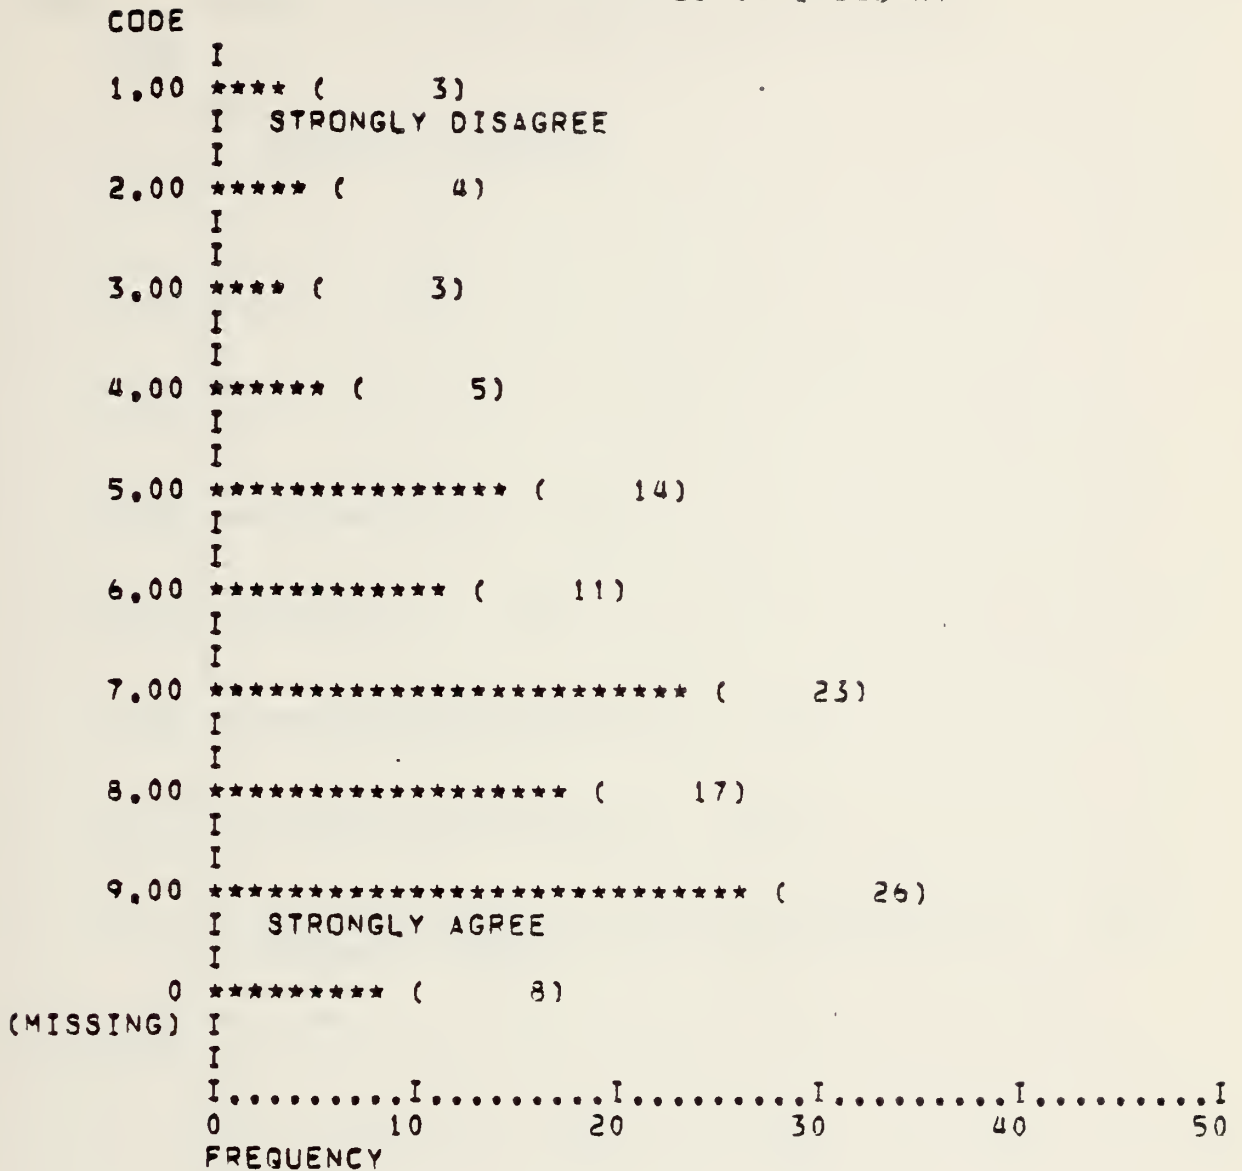 CODE
I
1.00 **** ( 3)
I STRONGLY DISAGREE
I
2.00 ***** ( 4)
I
I
3.00 **** ( 3)
I
I
4.00 ****** ( 5)
I
I
5.00 *************** ( 14)
I
I
6.00 ************ ( 11)
I
I
7.00 ************************ ( 23)
I
I
8.00 ****************** ( 17)
I
I
9.00 *************************** ( 26)
I STRONGLY AGREE
I
0 ********* ( 8)
(MISSING) I
I
I.........I.........I.........I.........I.........I
0 10 20 30 40 50
FREQUENCY